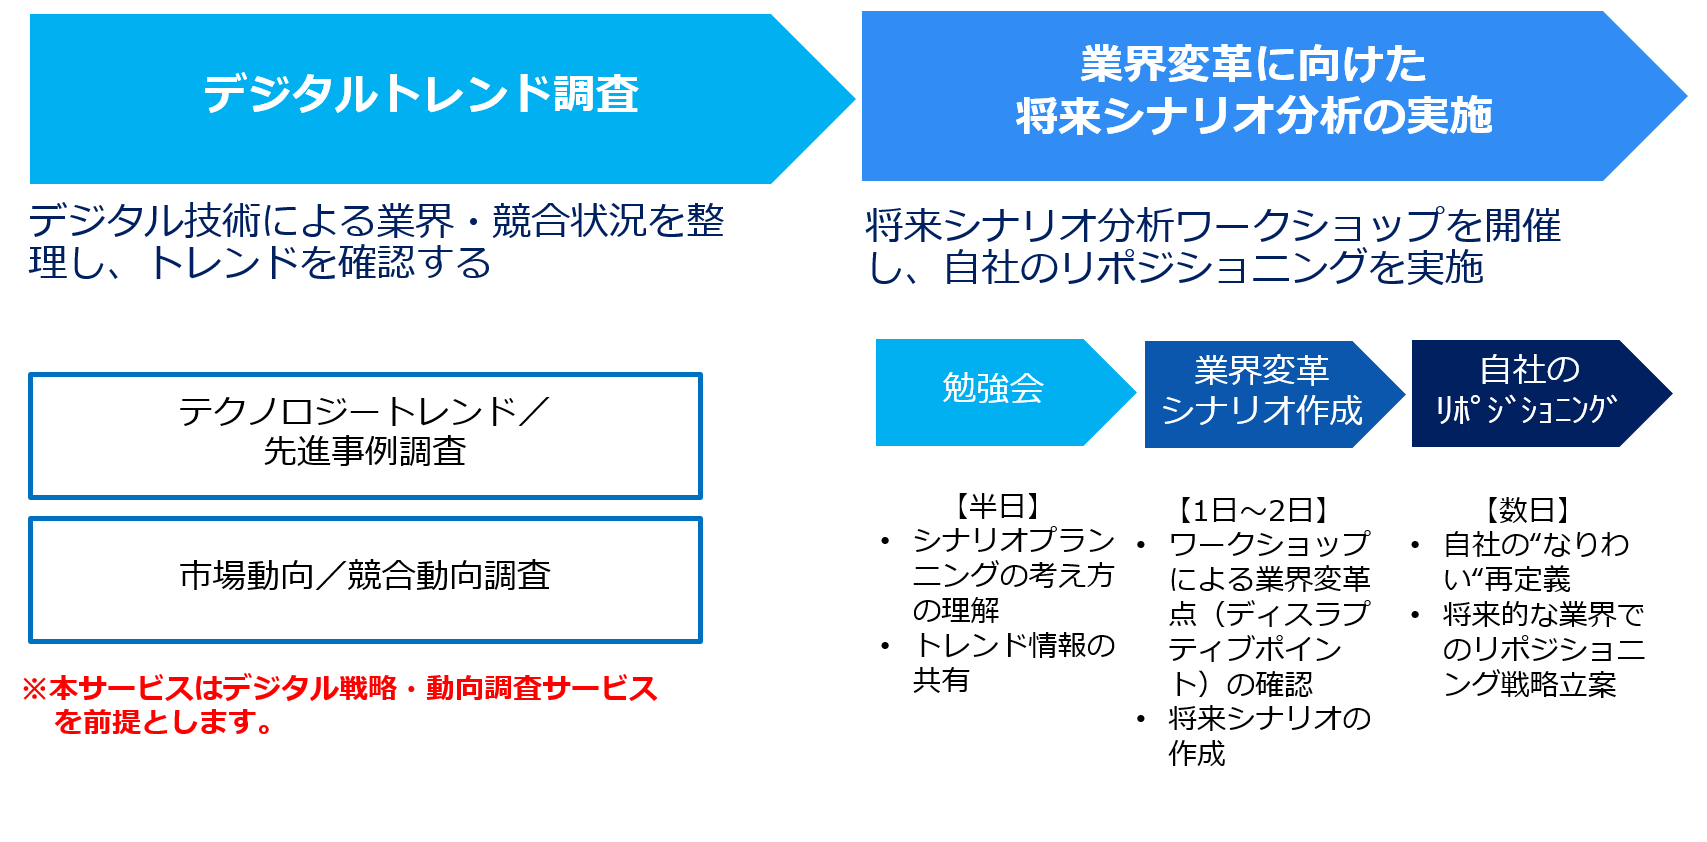 デジタルトレンド調査
デジタル技術による業界・競合状況を整
理し、トレンドを確認する
テクノロジートレンド／
先進事例調査
市場動向／競合動向調査
※本サービスはデジタル戦略・動向調査サービス
を前提とします。
業界変革に向けた
将来シナリオ分析の実施
将来シナリオ分析ワークショップを開催
し、自社のリポジショニングを実施
勉強会
【半日】
• シナリオプラン
ニングの考え方
の理解
• トレンド情報の
共有
業界変革
シナリオ作成
【1日～2日】
• ワークショップ
による業界変革
点（ディスラプ
ティブポイン
ト）の確認
• 将来シナリオの
作成
自社の
ﾘﾎﾟｼﾞｼｮﾆﾝｸﾞ
【数日】
• 自社の“なりわ
い“再定義
• 将来的な業界で
のリポジショニ
ング戦略立案